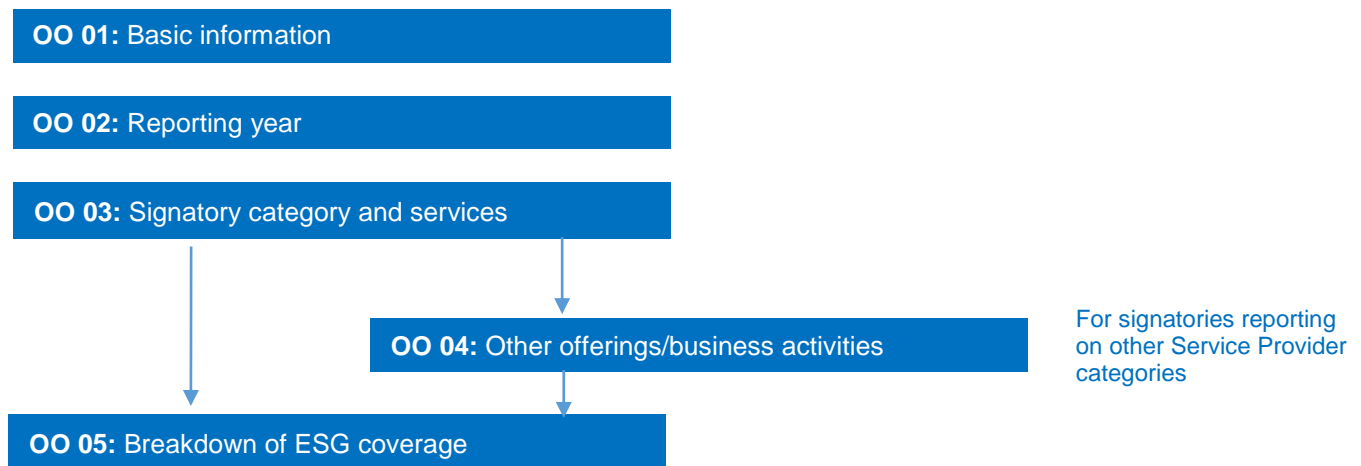 OO 01: Basic information
OO 02: Reporting year
OO 03: Signatory category and services
OO 04: Other offerings/business activities
For signatories reporting
on other Service Provider
categories
OO 05: Breakdown of ESG coverage